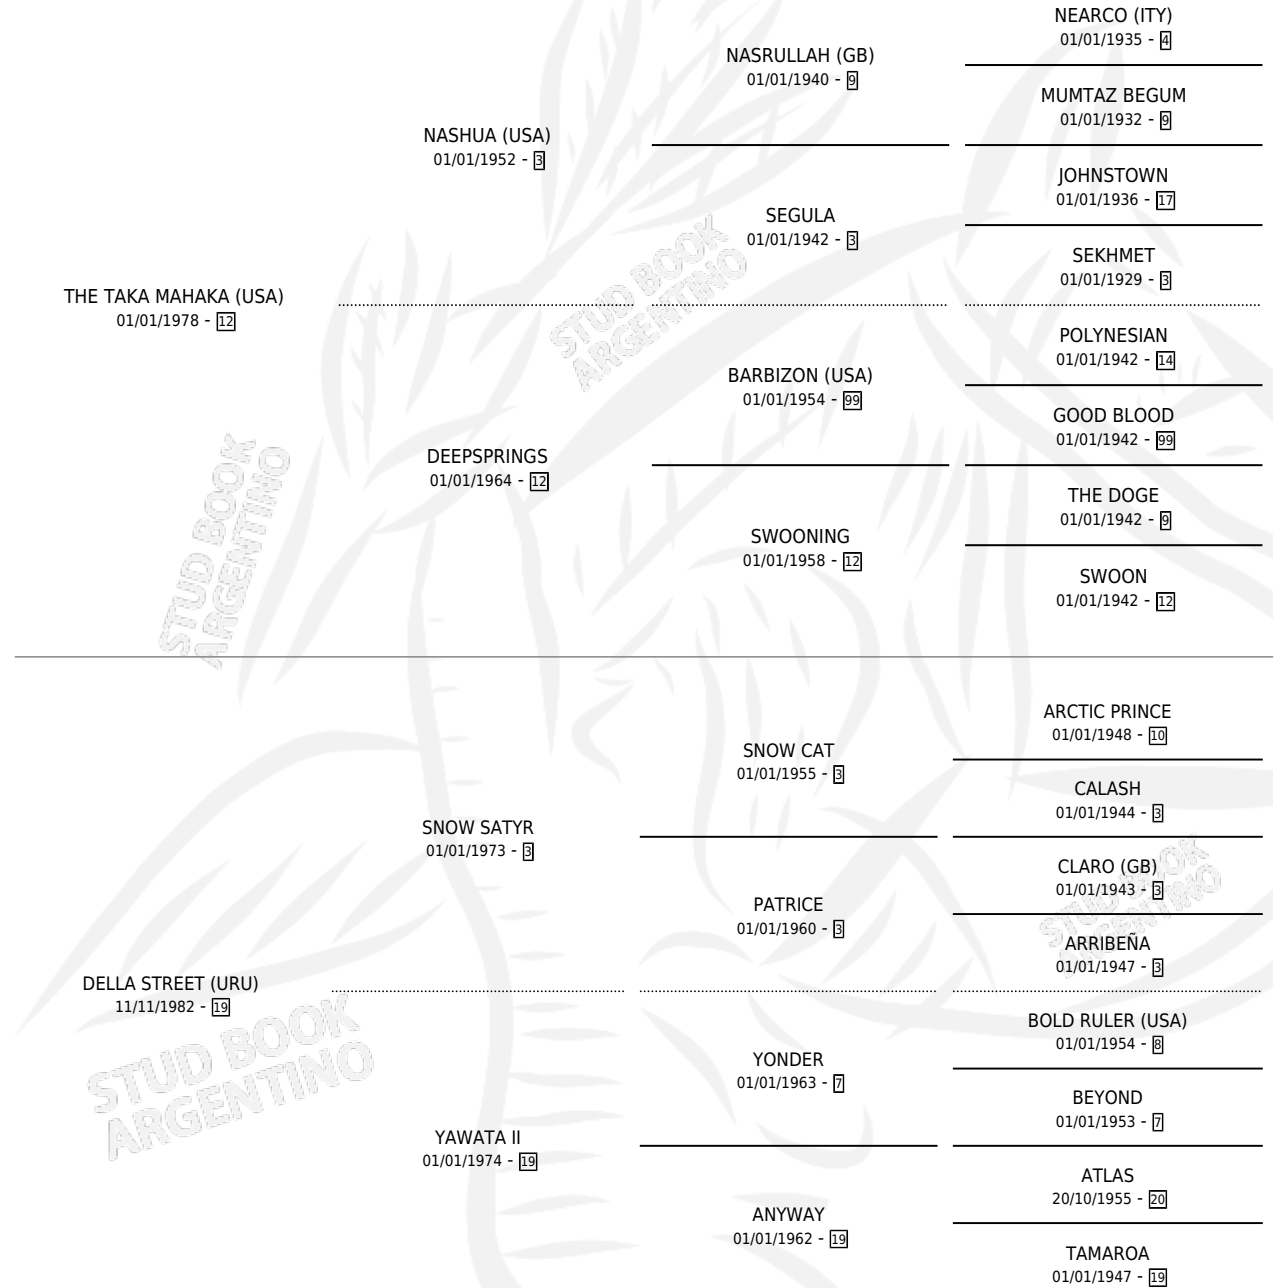 NEARCO (ITY)
01/01/1935 - 4
NASRULLAH (GB)
01/01/1940 - 9
MUMTAZ BEGUM
01/01/1932 - 9
NASHUA (USA)
01/01/1952 - 3
JOHNSTOWN
01/01/1936 - 17
SEGULA
01/01/1942 - 3
SEKHMET
01/01/1929 - 3
THE TAKA MAHAKA (USA)
01/01/1978 - 12
POLYNESIAN
01/01/1942 - 14
BARBIZON (USA)
01/01/1954 - 99
GOOD BLOOD
01/01/1942 - 99
DEEPSPRINGS
01/01/1964 - 12
THE DOGE
01/01/1942 - 9
SWOONING
01/01/1958 - 12
SWOON
01/01/1942 - 12
ARCTIC PRINCE
01/01/1948 - 10
SNOW CAT
01/01/1955 - 3
CALASH
01/01/1944 - 3
SNOW SATYR
01/01/1973 - 3
CLARO (GB)
01/01/1943 - 3
PATRICE
01/01/1960 - 3
ARRIBEÑA
01/01/1947 - 3
DELLA STREET (URU)
11/11/1982 - 19
BOLD RULER (USA)
01/01/1954 - 8
YONDER
01/01/1963 - 7
BEYOND
01/01/1953 - 7
YAWATA II
01/01/1974 - 19
ATLAS
20/10/1955 - 20
ANYWAY
01/01/1962 - 19
TAMAROA
01/01/1947 - 19
STUD BOOK
ARGENTINO
STUD BOOK
ARGENTINO
STUD BOOK
ARGENTINO
STUD BOOK
ARGENTINO